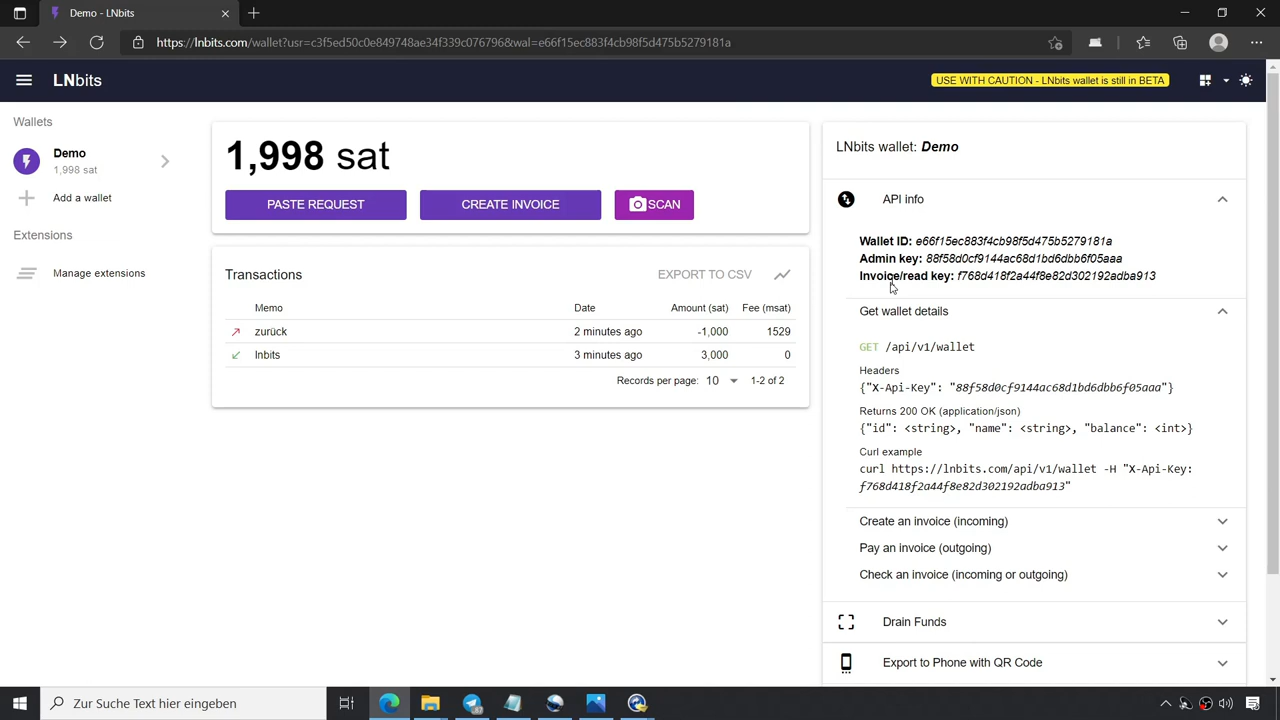 Demo - LNbits
https://lnbits.com/wallet?usr=c3f5ed50c0e849748ae34f339c076796&wal=e66f15ec883f4cb98f5d475b5279181a
LNbits
USE WITH CAUTION - LNbits wallet is still in BETA
Wallets
Demo
1,998 sat
Add a wallet
Extensions
Manage extensions
1,998 sat
PASTE REQUEST
CREATE INVOICE
SCAN
Transactions
EXPORT TO CSV
Memo Date Amount (sat) Fee (msat)
zurück 2 minutes ago -1,000 1529
lnbits 3 minutes ago 3,000 0
Records per page: 10 1-2 of 2
LNbits wallet: Demo
API info
Wallet ID: e66f15ec883f4cb98f5d475b5279181a
Admin key: 88f58d0cf9144ac68d1bd6dbb6f05aaa
Invoice/read key: f768d418f2a44f8e82d302192adba913
Get wallet details
GET /api/v1/wallet
Headers
{"X-Api-Key": "88f58d0cf9144ac68d1bd6dbb6f05aaa"}
Returns 200 OK (application/json)
{"id": <string>, "name": <string>, "balance": <int>}
Curl example
curl https://lnbits.com/api/v1/wallet -H "X-Api-Key:
f768d418f2a44f8e82d302192adba913"
Create an invoice (incoming)
Pay an invoice (outgoing)
Check an invoice (incoming or outgoing)
Drain Funds
Export to Phone with QR Code
Zur Suche Text hier eingeben